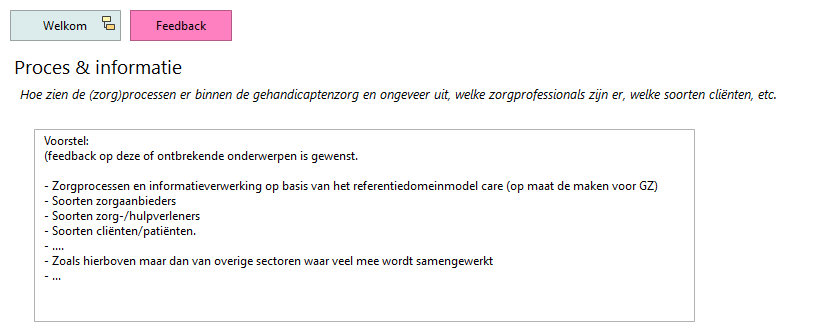 Welkom
Feedback
Proces & informatie
Hoe zien de (zorg)processen er binnen de gehandicaptenzorg en ongeveer uit, welke zorgprofessionals zijn er, welke soorten cliënten, etc.
Voorstel:
(feedback op deze of ontbrekende onderwerpen is gewenst.
- Zorgprocessen en informatieverwerking op basis van het referentiedomeinmodel care (op maat de maken voor GZ)
- Soorten zorgaanbieders
- Soorten zorg-/hulpverleners
- Soorten cliënten/patiënten.
- ....
- Zoals hierboven maar dan van overige sectoren waar veel mee wordt samengewerkt
- ...